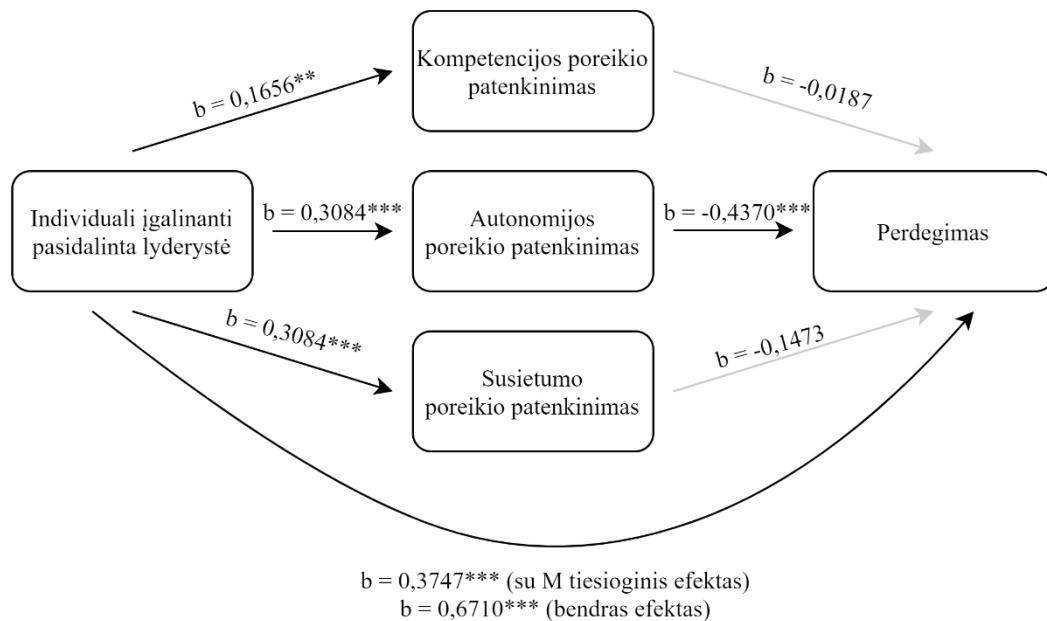 Kompetencijos poreikio
patenkinimas
b = 0,1656**
b = -0,0187
Individuali įgalinanti
pasidalinta lyderystė
b = 0,3084***
Autonomijos
poreikio patenkinimas
b = -0,4370***
Perdegimas
b = 0,3084***
b = -0,1473
Susietumo
poreikio patenkinimas
b = 0,3747*** (su M tiesioginis efektas)
b = 0,6710*** (bendras efektas)